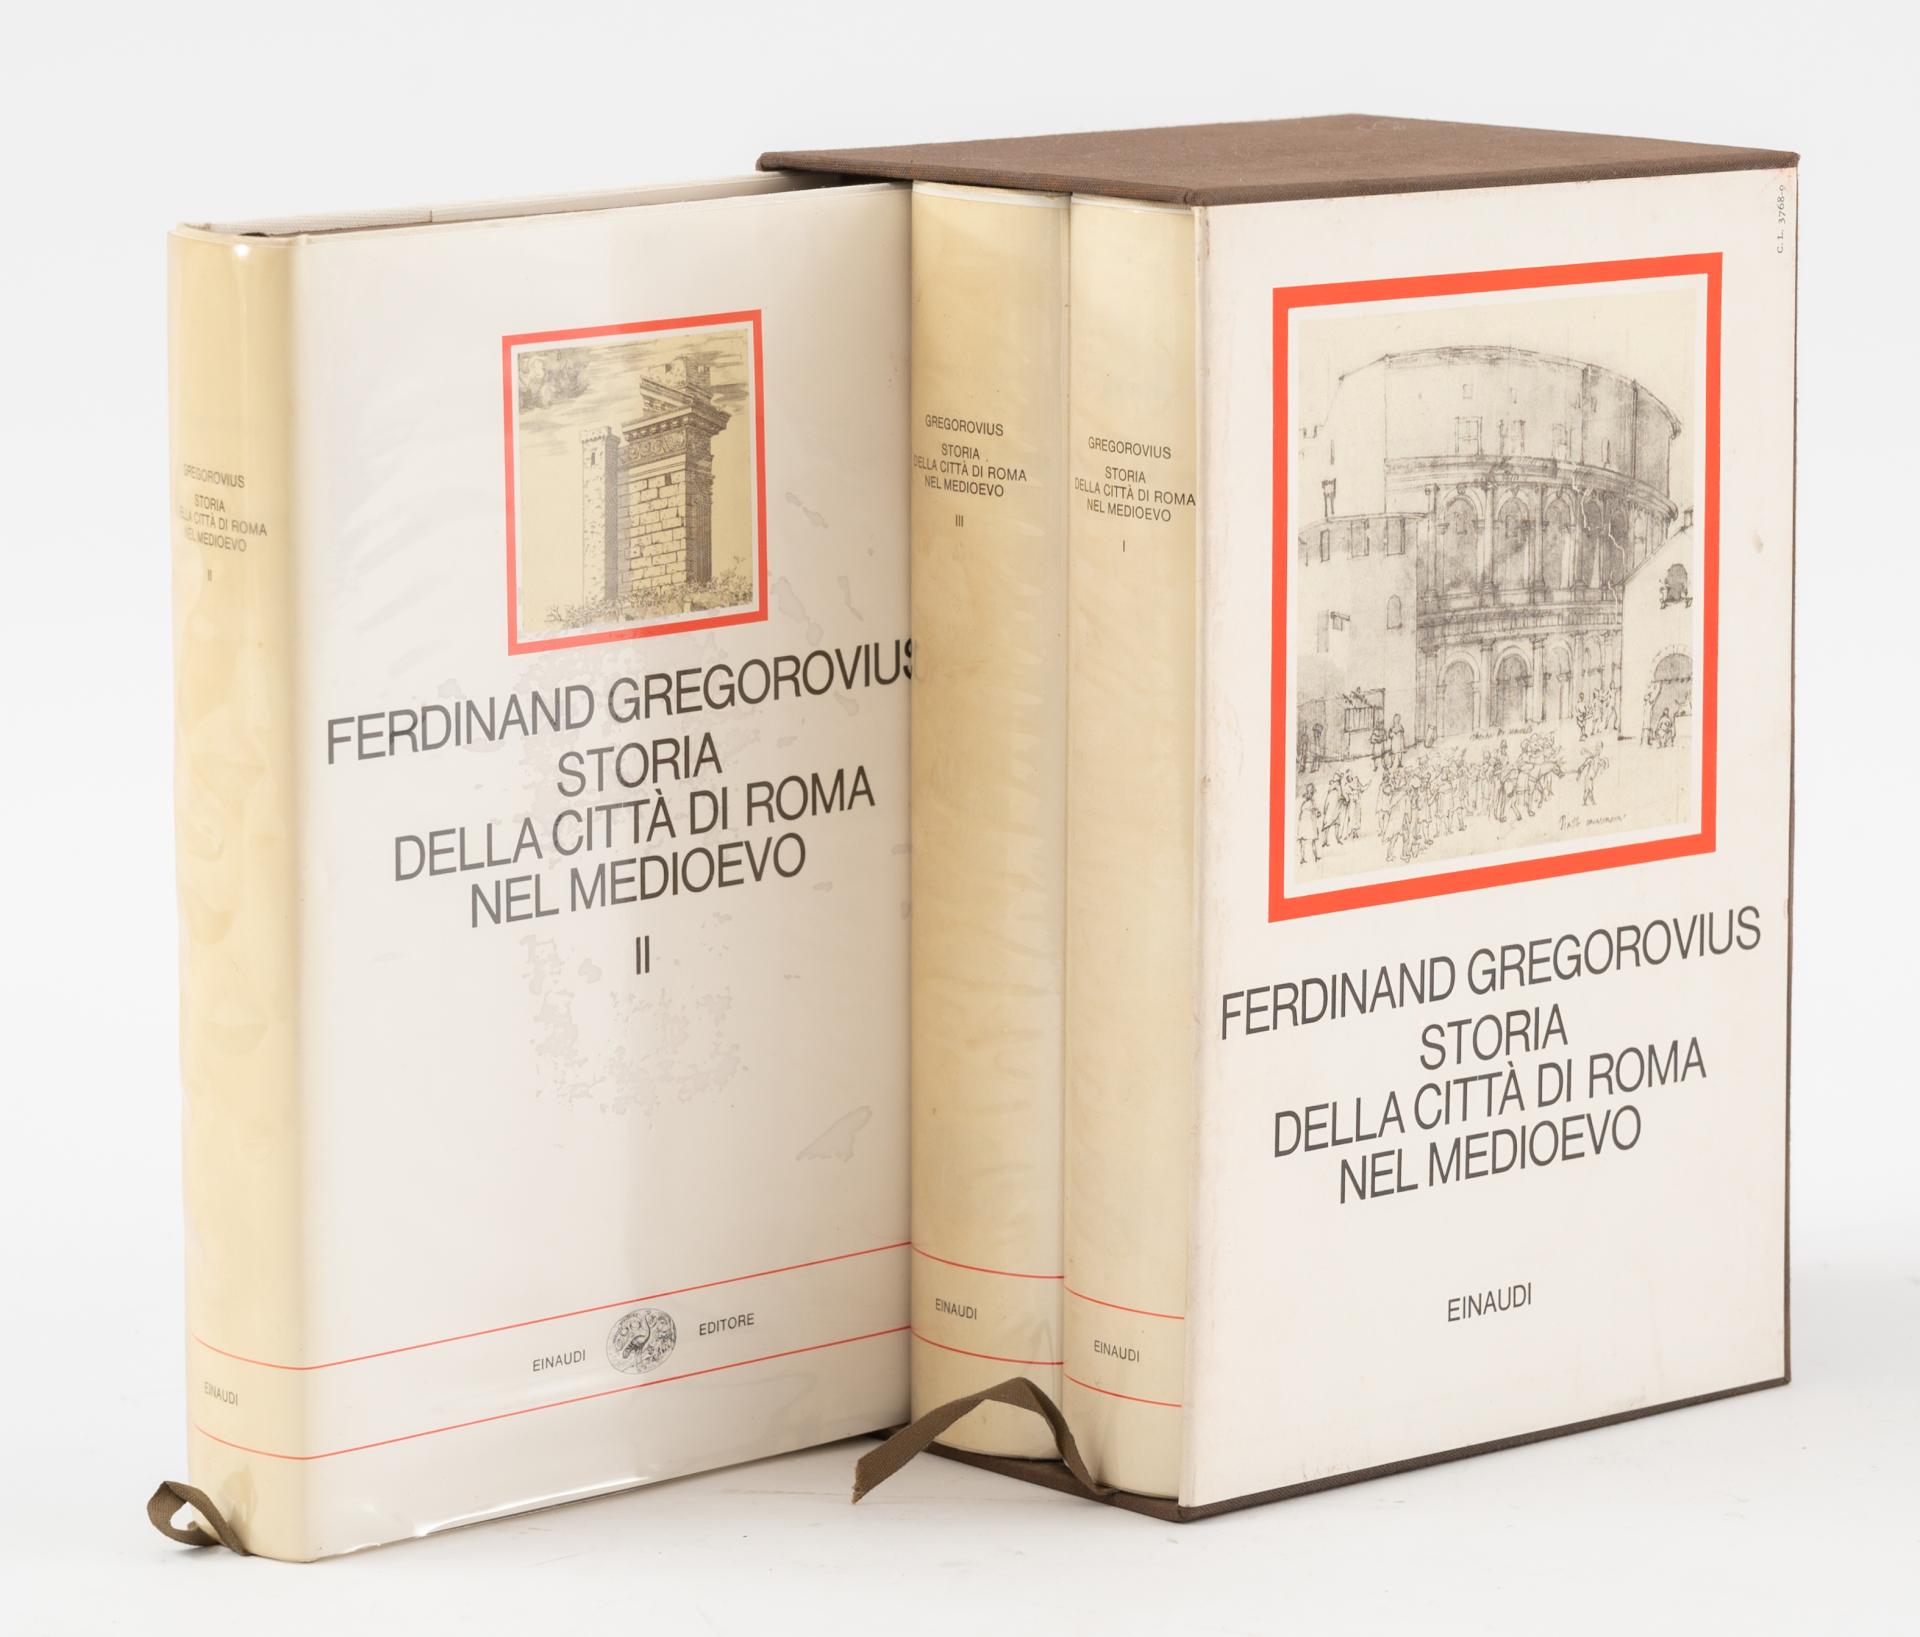 GREGOROVIUS
STORIA
DELLA CITTÀ DI ROMA
NEL MEDIOEVO
II
EINAUDI
FERDINAND GREGOROVIUS
STORIA
DELLA CITTÀ DI ROMA
NEL MEDIOEVO
II
EINAUDI EDITORE
GREGOROVIUS
STORIA
DELLA CITTÀ DI ROMA
NEL MEDIOEVO
III
EINAUDI
GREGOROVIUS
STORIA
DELLA CITTÀ DI ROMA
NEL MEDIOEVO
I
EINAUDI
C. L. 3768-9
FERDINAND GREGOROVIUS
STORIA
DELLA CITTÀ DI ROMA
NEL MEDIOEVO
EINAUDI